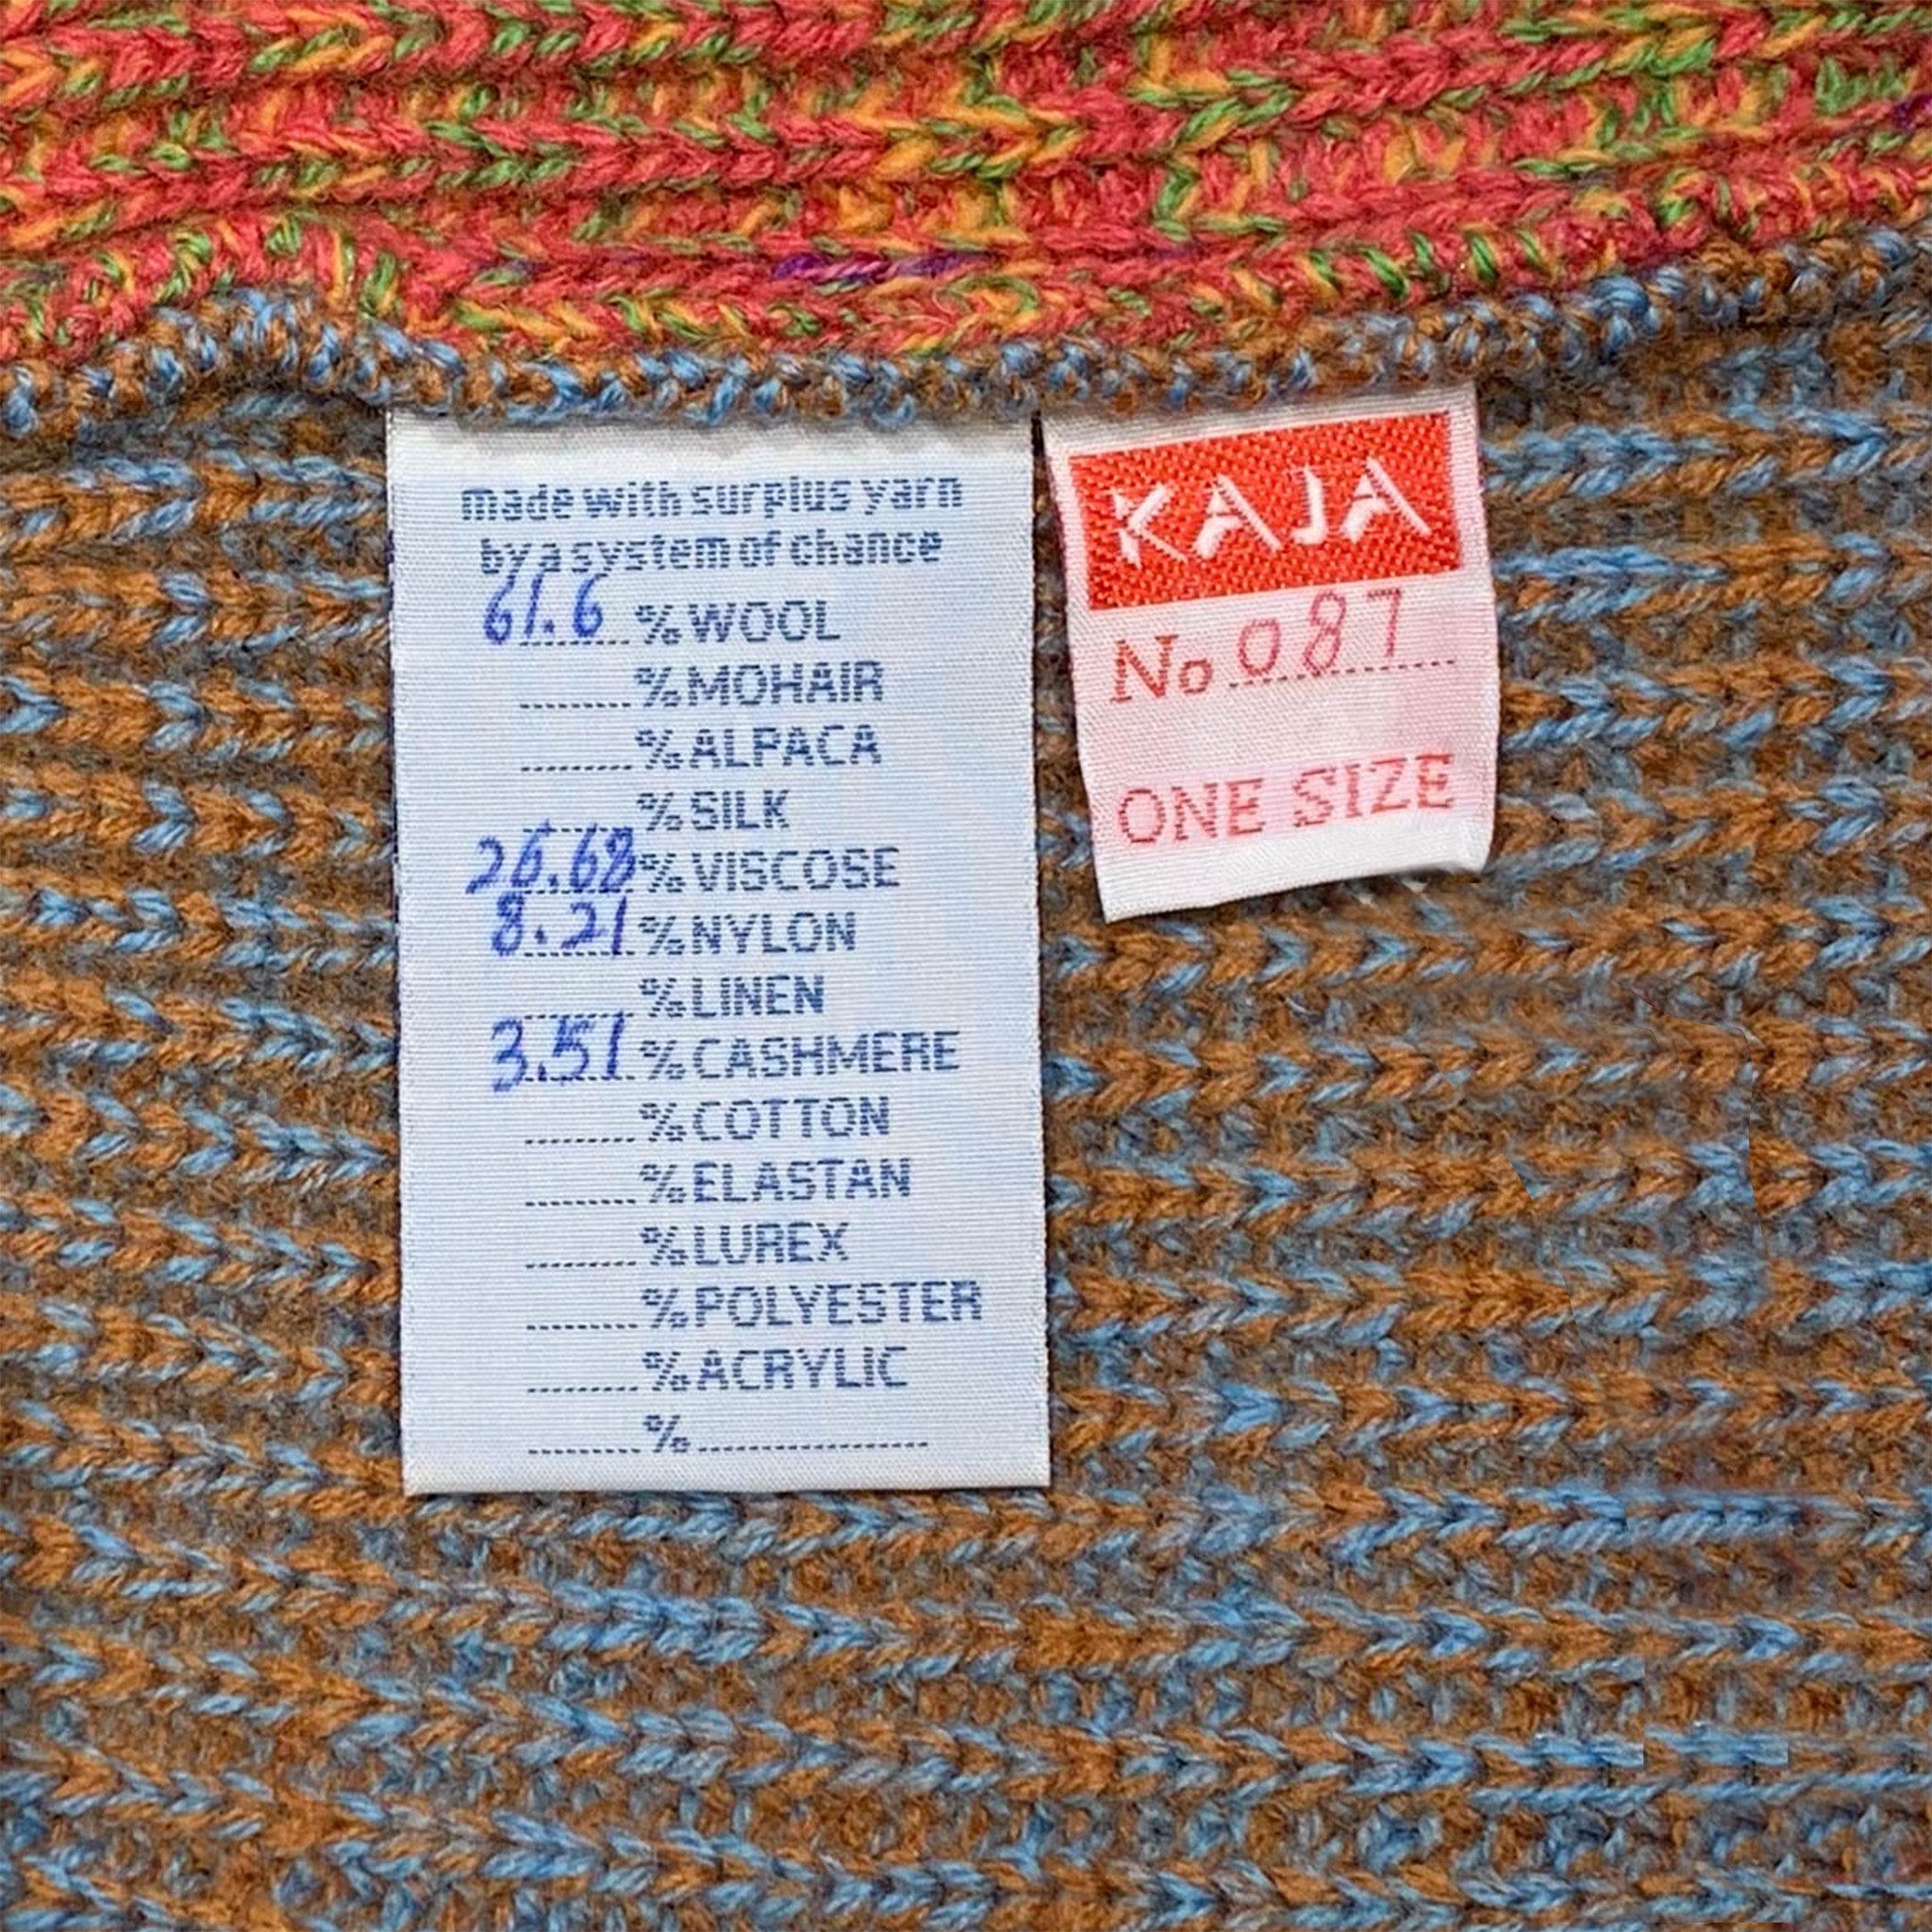 made with surplus yarn
by a system of chance
61.6 % WOOL
% MOHAIR
% ALPACA
% SILK
26.68 % VISCOSE
8.21 % NYLON
% LINEN
3.51 % CASHMERE
% COTTON
% ELASTAN
% LUREX
% POLYESTER
% ACRYLIC
%
KAJA
No 087
ONE SIZE